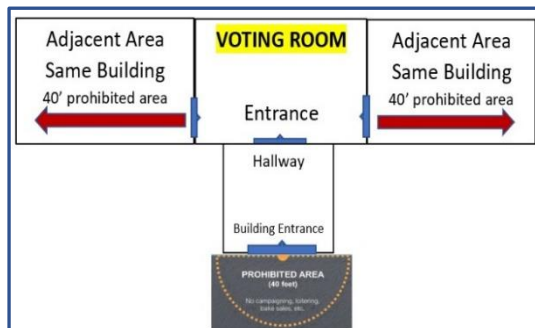 Adjacent Area
Same Building
40' prohibited area
VOTING ROOM
Entrance
Adjacent Area
Same Building
40' prohibited area
Hallway
Building Entrance
PROHIBITED AREA
(40 feet)
No campaigning, loitering,
bake sales, etc.